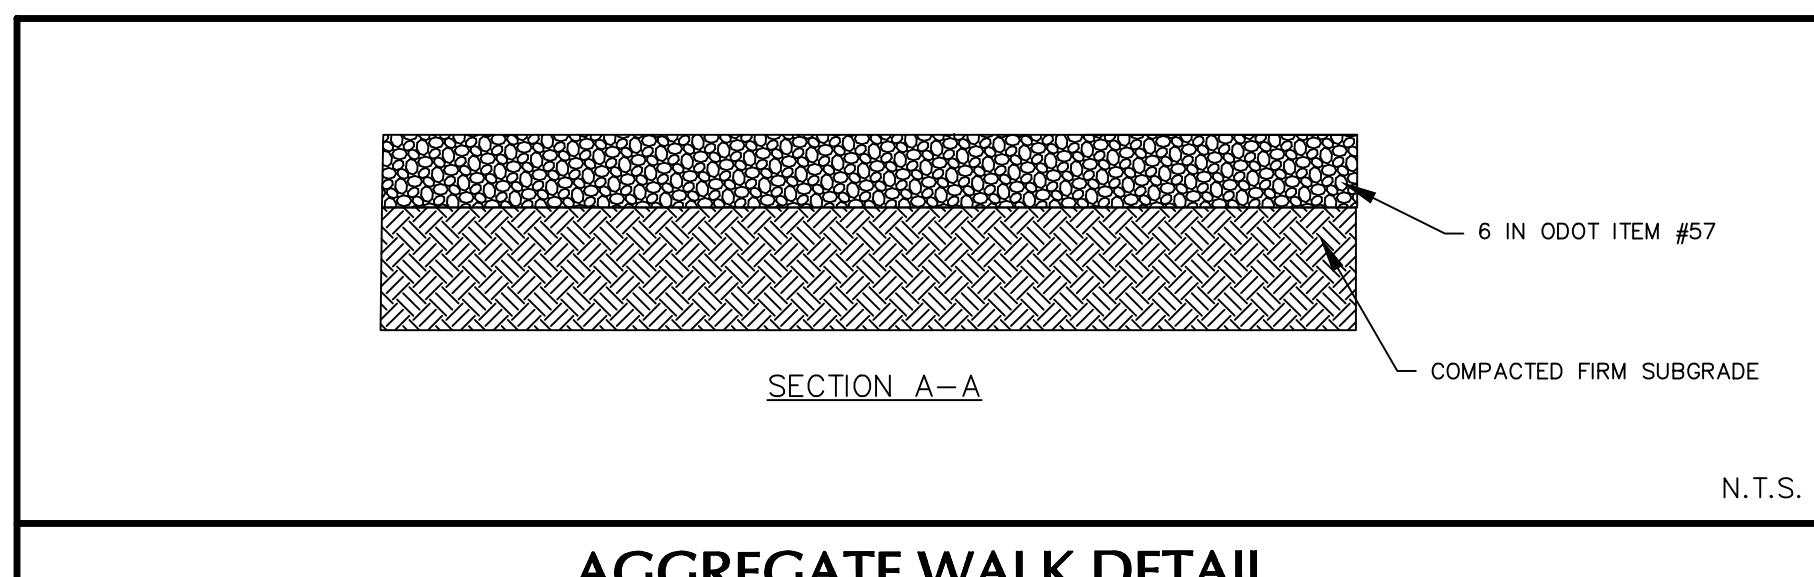 6 IN ODOT ITEM #57
COMPACTED FIRM SUBGRADE
SECTION A-A
N.T.S.
AGGREGATE WALK DETAIL